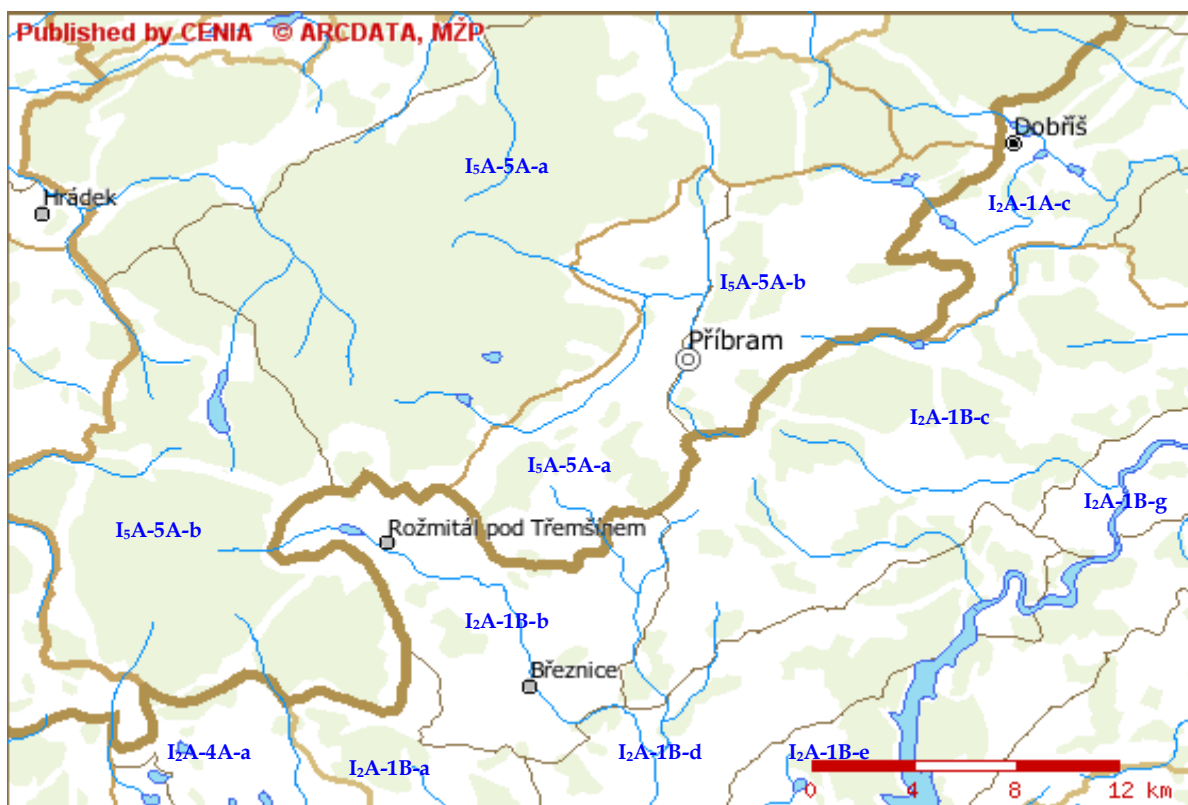 Published by CENIA © ARCDATA, MŽP
Dobříš
I₅A-5A-a
Hrádek
I₂A-1A-c
I₅A-5A-b
Příbram
I₂A-1B-c
I₅A-5A-a
I₂A-1B-g
I₅A-5A-b
Rožmitál pod Třemšínem
I₂A-1B-b
Březnice
I₂A-4A-a
I₂A-1B-a
I₂A-1B-d
I₂A-1B-e
0 4 8 12 km